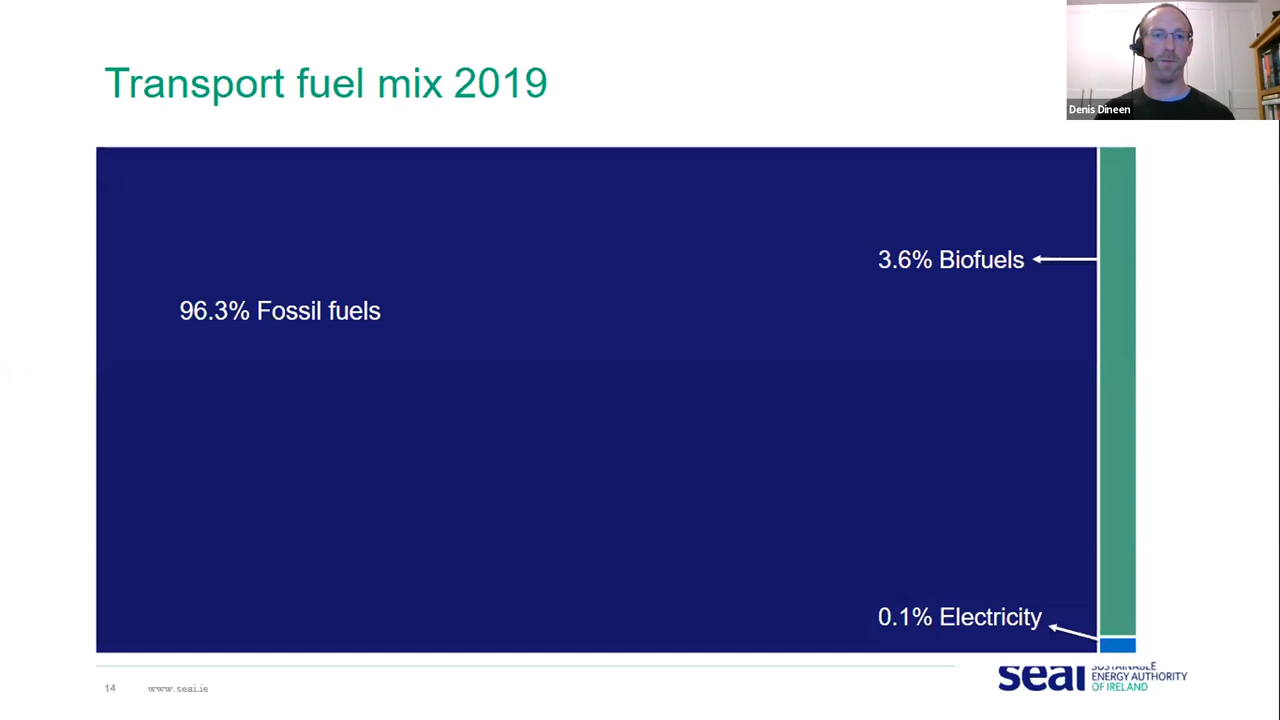 Transport fuel mix 2019
Denis Dineen
3.6% Biofuels
96.3% Fossil fuels
0.1% Electricity
14
www.seai.ie
seai
SUSTAINABLE
ENERGY AUTHORITY
OF IRELAND